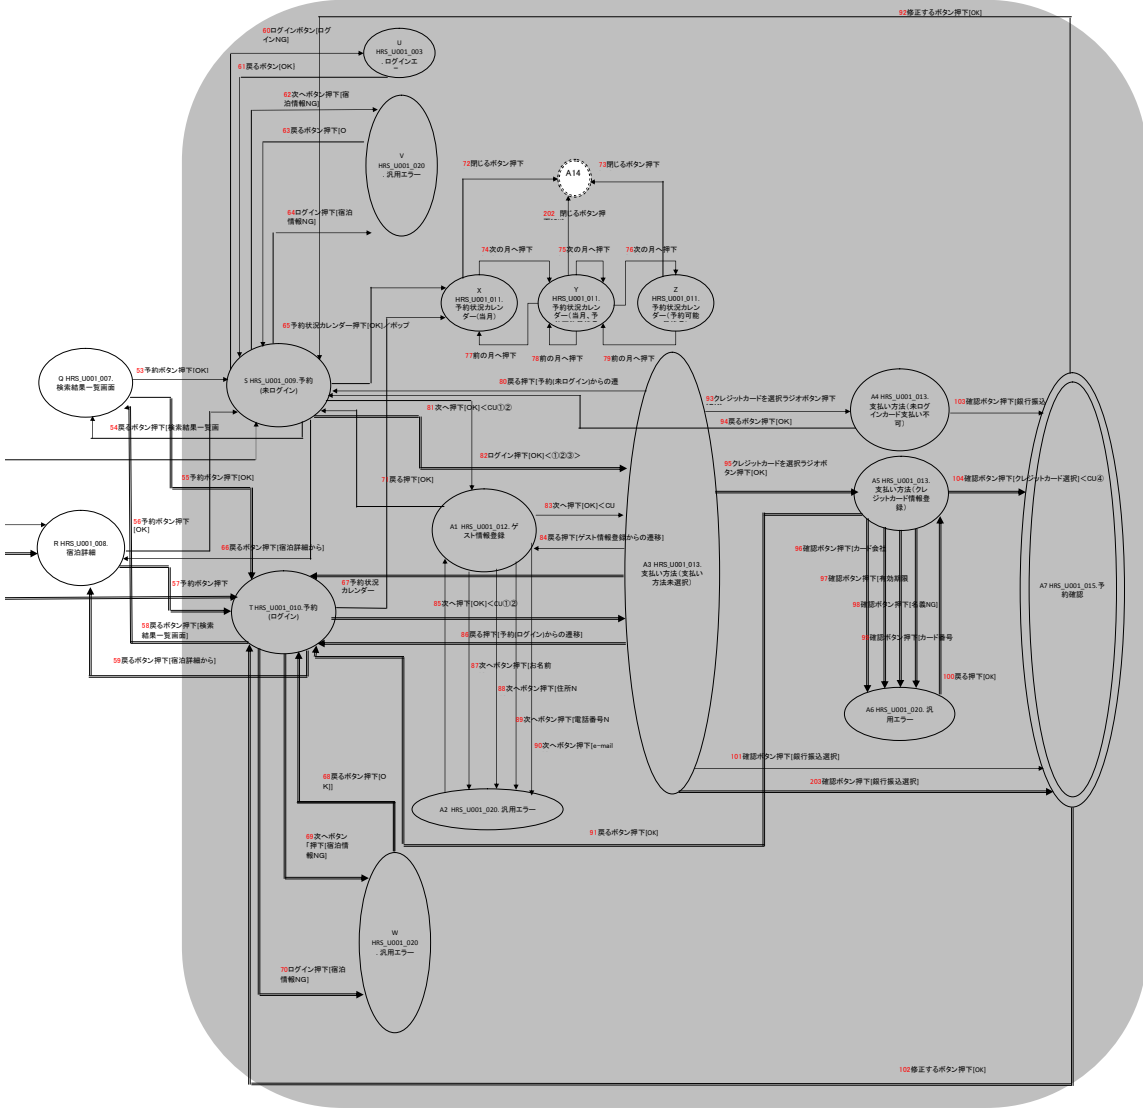 92修正するボタン押下[OK]
60ログインボタン[ログ
インNG]
U
HRS_U001_003
.ログインエ
61戻るボタン[OK]
62次へボタン押下[宿
泊情報NG]
63戻るボタン押下[O
V
HRS_U001_020
.汎用エラー
64ログイン押下[宿泊
情報NG]
72閉じるボタン押下
A14
73閉じるボタン押下
202 閉じるボタン押
74次の月へ押下
75次の月へ押下
76次の月へ押下
X
HRS_U001_011.
予約状況カレン
ダー(当月)
Y
HRS_U001_011.
予約状況カレン
ダー(当月、予
Z
HRS_U001_011.
予約状況カレン
ダー(予約可能
65予約状況カレンダー押下[OK]／ポップ
77前の月へ押下
78前の月へ押下
79前の月へ押下
Q HRS_U001_007.
検索結果一覧画面
53予約ボタン押下[OK]
S HRS_U001_009.予約
(未ログイン)
80戻る押下[予約(未ログイン)からの遷
81次へ押下[OK]<CU①②
93クレジットカードを選択ラジオボタン押下
A4 HRS_U001_013.
支払い方法(未ログ
インカード支払い不
可)
103確認ボタン押下[銀行振込
94戻るボタン押下[OK]
54戻るボタン押下[検索結果一覧画
82ログイン押下[OK]<①②③>
55予約ボタン押下[OK]
71戻る押下[OK]
95クレジットカードを選択ラジオボ
タン押下[OK]
A5 HRS_U001_013.
支払い方法(クレ
ジットカード情報登
録)
104確認ボタン押下[クレジットカード選択]<CU④
56予約ボタン押下
[OK]
R HRS_U001_008.
宿泊詳細
66戻るボタン押下[宿泊詳細から]
A1 HRS_U001_012.ゲ
スト情報登録
83次へ押下[OK]<CU
84戻る押下[ゲスト情報登録からの遷移]
A3 HRS_U001_013.
支払い方法(支払い
方法未選択)
96確認ボタン押下[カード会社
97確認ボタン押下[有効期限
98確認ボタン押下[名義NG]
確認ボタン押下[カード番号
100戻る押下[OK]
A7 HRS_U001_015.予
約確認
57予約ボタン押下
67予約状況
カレンダー
T HRS_U001_010.予約
(ログイン)
85次へ押下[OK]<CU①②
58戻るボタン押下[検索
結果一覧画面]
86戻る押下[予約(ログイン)からの遷移]
59戻るボタン押下[宿泊詳細から]
87次へボタン押下[お名前
88次へボタン押下[住所N
89次へボタン押下[電話番号N
90次へボタン押下[e-mail
A6 HRS_U001_020.汎
用エラー
101確認ボタン押下[銀行振込選択]
203確認ボタン押下[銀行振込選択]
68戻るボタン押下[O
K]]
A2 HRS_U001_020.汎用エラー
69次へボタン
「押下]宿泊情
報NG]
91戻るボタン押下[OK]
W
HRS_U001_020
.汎用エラー
70ログイン押下[宿泊
情報NG]
102修正するボタン押下[OK]